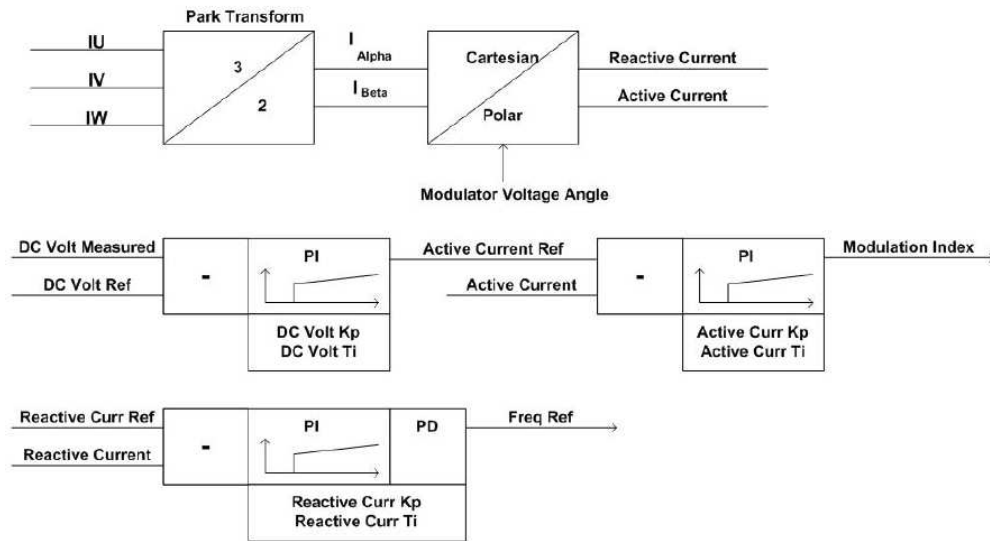 Park Transform
IU
IV
IW
3
2
I Alpha
I Beta
Cartesian
Polar
Reactive Current
Active Current
Modulator Voltage Angle
DC Volt Measured
DC Volt Ref
-
PI
DC Volt Kp
DC Volt Ti
Active Current Ref
Active Current
-
PI
Active Curr Kp
Active Curr Ti
Modulation Index
Reactive Curr Ref
Reactive Current
-
PI
PD
Reactive Curr Kp
Reactive Curr Ti
Freq Ref